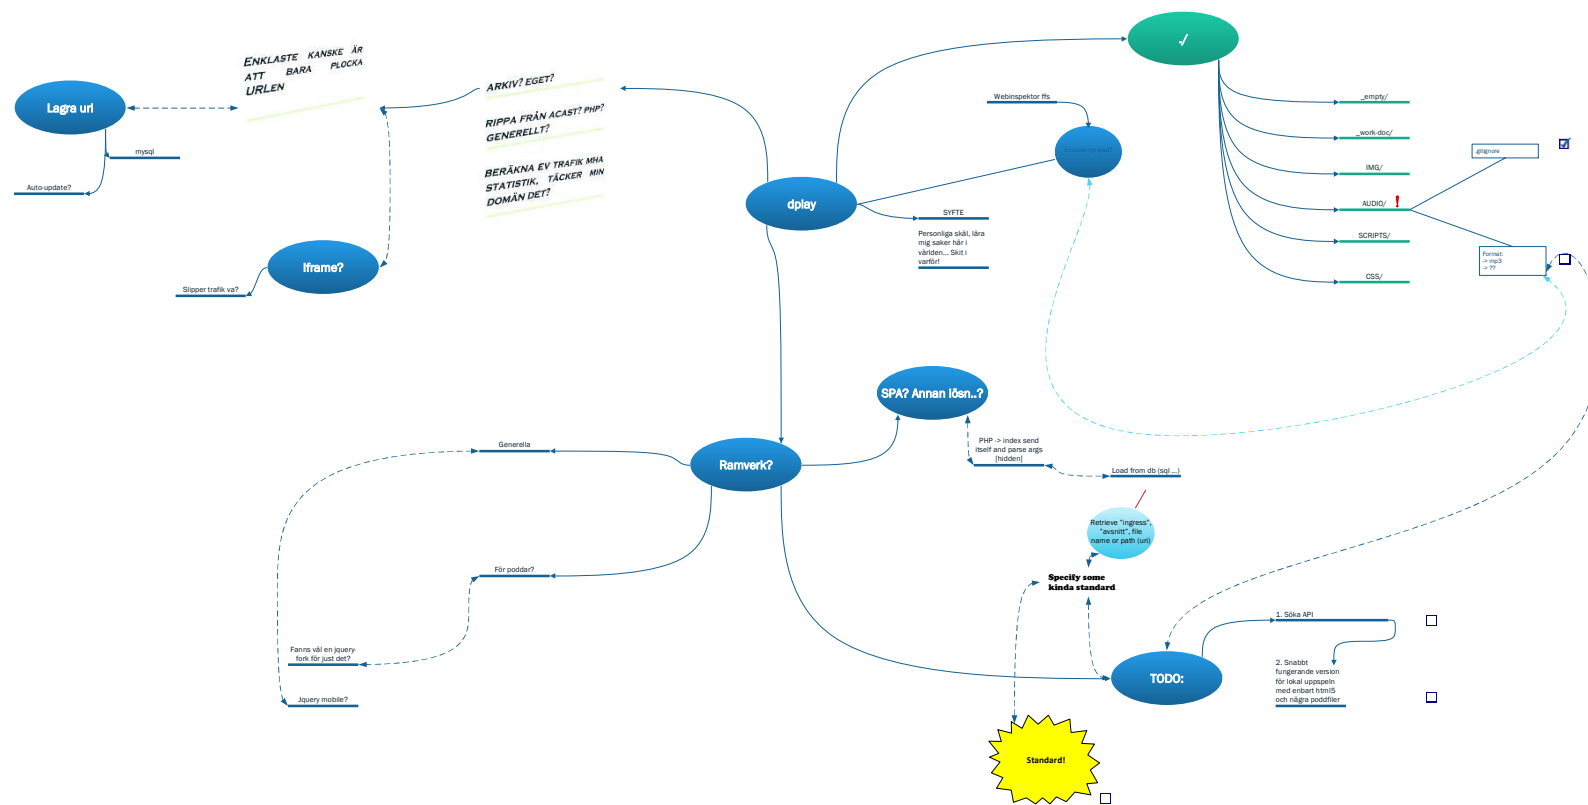 ✓
ENKLASTE KANSKE ÄR
ATT BARA PLOCKA
URLEN
Lagra url
mysql
Auto-update?
ARKIV? EGET?
RIPPA FRÅN ACAST? PHP?
GENERELLT?
BERÄKNA EV TRAFIK MHA
STATISTIK, TÄCKER MIN
DOMÄN DET?
Iframe?
Slipper trafik va?
dplay
Webinspektor ffs
SYFTE
Personliga skäl, lära
mig saker här i
världen... Skit i
varför!
_empty/
_work-doc/
IMG/
AUDIO/
SCRIPTS/
CSS/
.gitignore
Format:
-> mp3
-> ??
SPA? Annan lösn..?
PHP -> index send
itself and parse args
[hidden]
Load from db (sql ...)
Retrieve "ingress",
"avsnitt", file
name or path (uri)
Specify some
kinda standard
Ramverk?
Generella
För poddar?
Fanns väl en jquery-
fork för just det?
Jquery mobile?
TODO:
1. Söka API
2. Snabbt
fungerande version
för lokal uppspeln
med enbart html5
och några poddfiler
Standard!